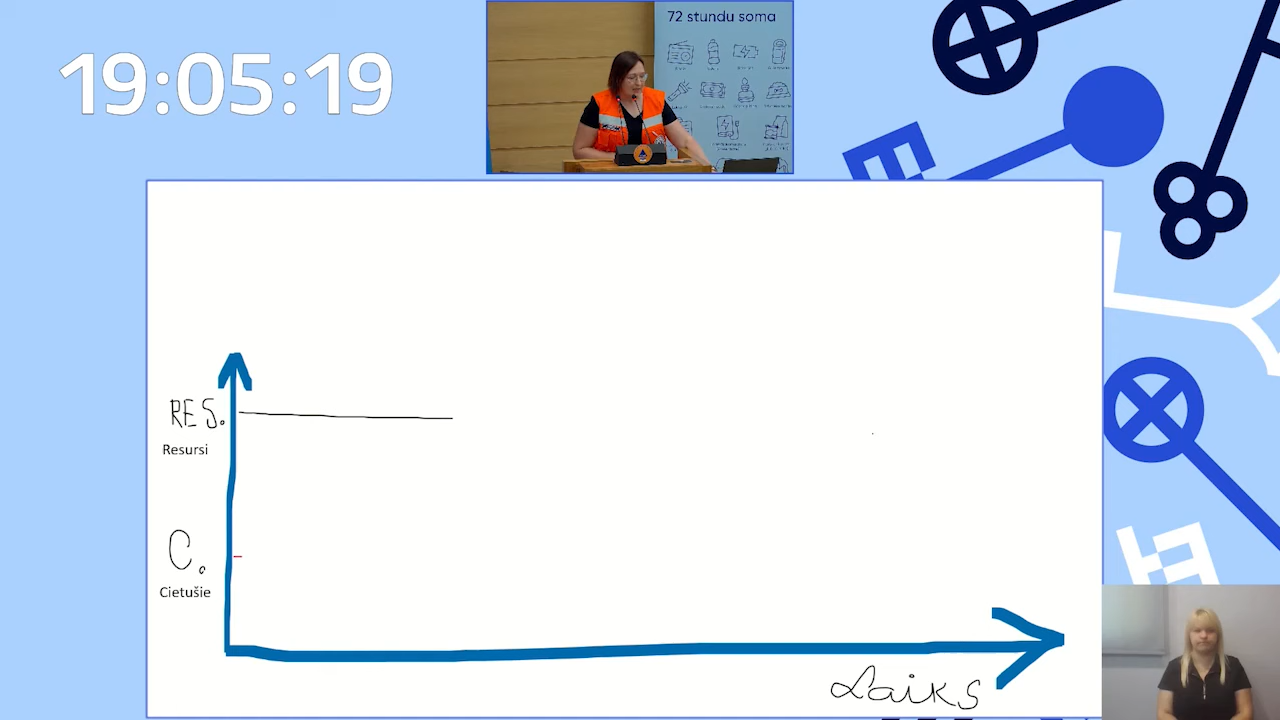 19:05:19
72 stundu soma
RES.
Resursi
C.
Cietušie
Laiks